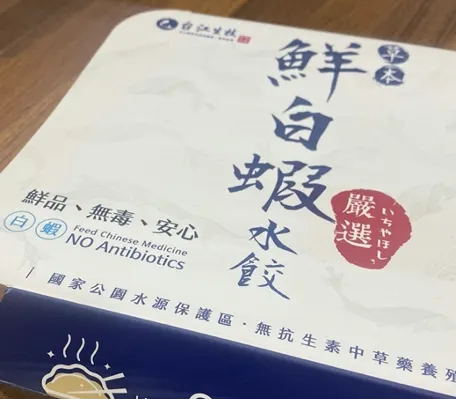 台江生技
草本
鮮白蝦水餃
嚴選
いちやほし
鮮品、無毒、安心
白蝦
Feed Chinese Medicine
NO Antibiotics
國家公園水源保護區·無抗生素中草藥養殖